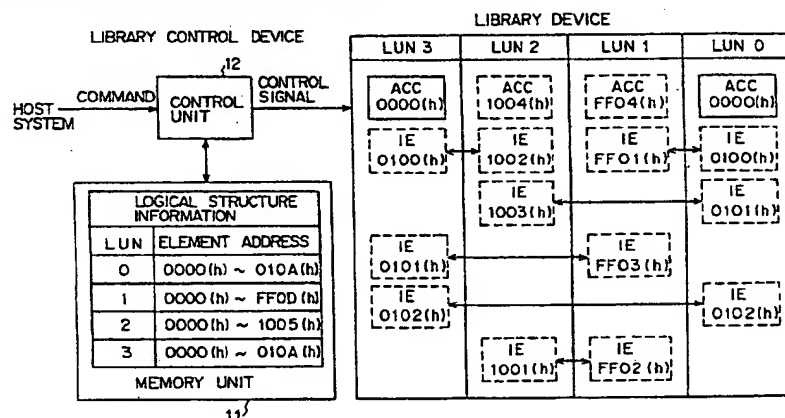 LIBRARY DEVICE
LIBRARY CONTROL DEVICE
LUN 3 LUN 2 LUN 1 LUN 0
12
HOST SYSTEM
COMMAND
CONTROL UNIT
CONTROL SIGNAL
ACC 0000(h)
ACC 1004(h)
ACC FF04(h)
ACC 0000(h)
IE 0100(h)
IE 1002(h)
IE FF01(h)
IE 0100(h)
IE 1003(h)
IE 0101(h)
IE 0101(h)
IE FF03(h)
IE 0102(h)
IE 0102(h)
IE 1001(h)
IE FF02(h)
LOGICAL STRUCTURE
INFORMATION
LUN ELEMENT ADDRESS
0 0000(h) ~ 010A(h)
1 0000(h) ~ FF0D(h)
2 0000(h) ~ 1005(h)
3 0000(h) ~ 010A(h)
MEMORY UNIT
11